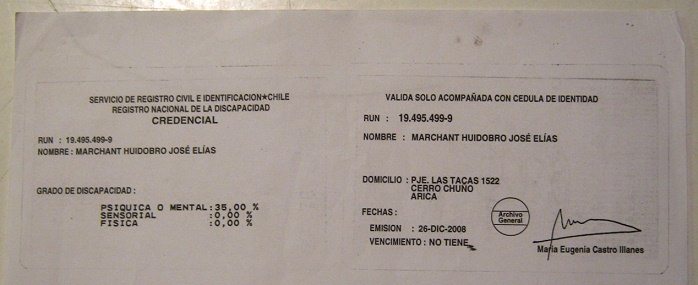 SERVICIO DE REGISTRO CIVIL E IDENTIFICACION★CHILE
REGISTRO NACIONAL DE LA DISCAPACIDAD
CREDENCIAL
RUN : 19.495.499-9
NOMBRE : MARCHANT HUIDOBRO JOSÉ ELÍAS
GRADO DE DISCAPACIDAD :
PSIQUICA O MENTAL:35,00 %
SENSORIAL :0,00 %
FISICA :0,00 %
VALIDA SOLO ACOMPAÑADA CON CEDULA DE IDENTIDAD
RUN : 19.495.499-9
NOMBRE : MARCHANT HUIDOBRO JOSÉ ELÍAS
DOMICILIO : PJE. LAS TACAS 1522
CERRO CHUÑO
ARICA
FECHAS :
EMISION : 26-DIC-2008
VENCIMIENTO : NO TIENE
Archivo
General
Maria Eugenia Castro Illanes